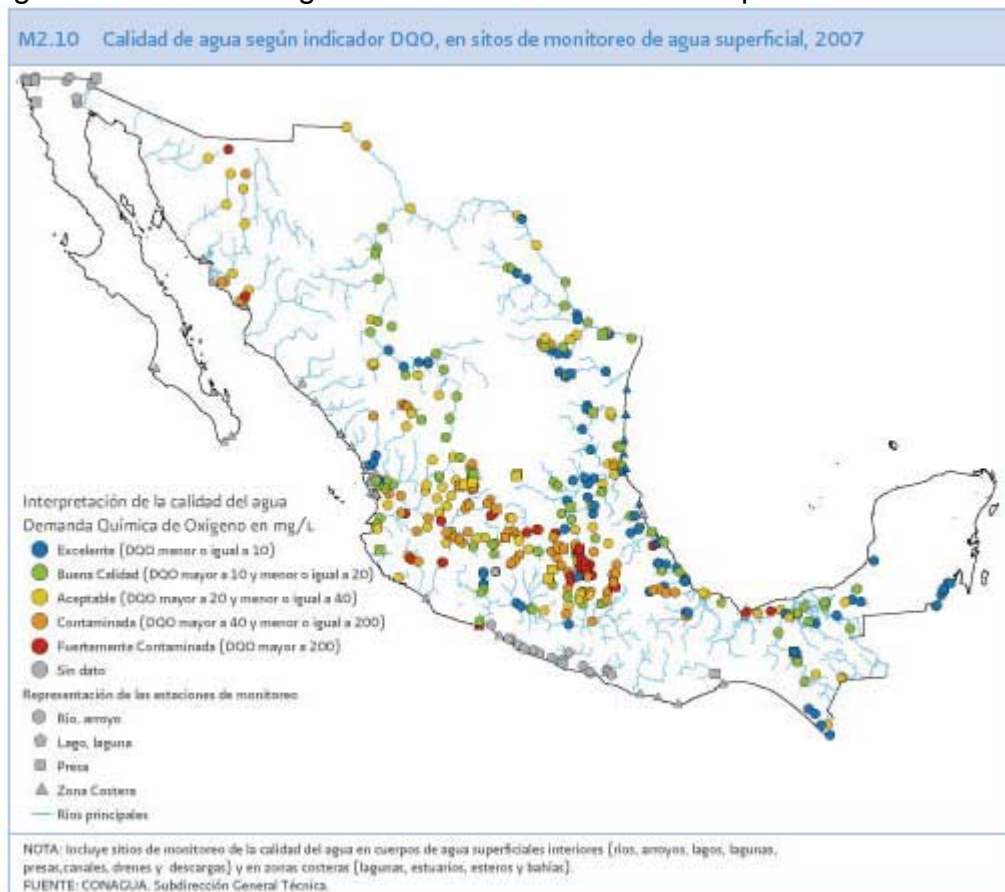 M2.10 Calidad de agua según indicador DQO, en sitios de monitoreo de agua superficial, 2007
Interpretación de la calidad del agua
Demanda Química de Oxígeno en mg/L
Excelente (DQO menor o igual a 10)
Buena Calidad (DQO mayor a 10 y menor o igual a 20)
Aceptable (DQO mayor a 20 y menor o igual a 40)
Contaminada (DQO mayor a 40 y menor o igual a 200)
Fuertemente Contaminada (DQO mayor a 200)
Sin dato
Representación de las estaciones de monitoreo
Río, arroyo
Lago, laguna
Presa
Zona Costera
Ríos principales
NOTA: Incluye sitios de monitoreo de la calidad del agua en cuerpos de agua superficiales interiores (ríos, arroyos, lagos, lagunas,
presas,canales, drenes y descargas) y en zonas costeras (lagunas, estuarios, esteros y bahías).
FUENTE: CONAGUA. Subdirección General Técnica.